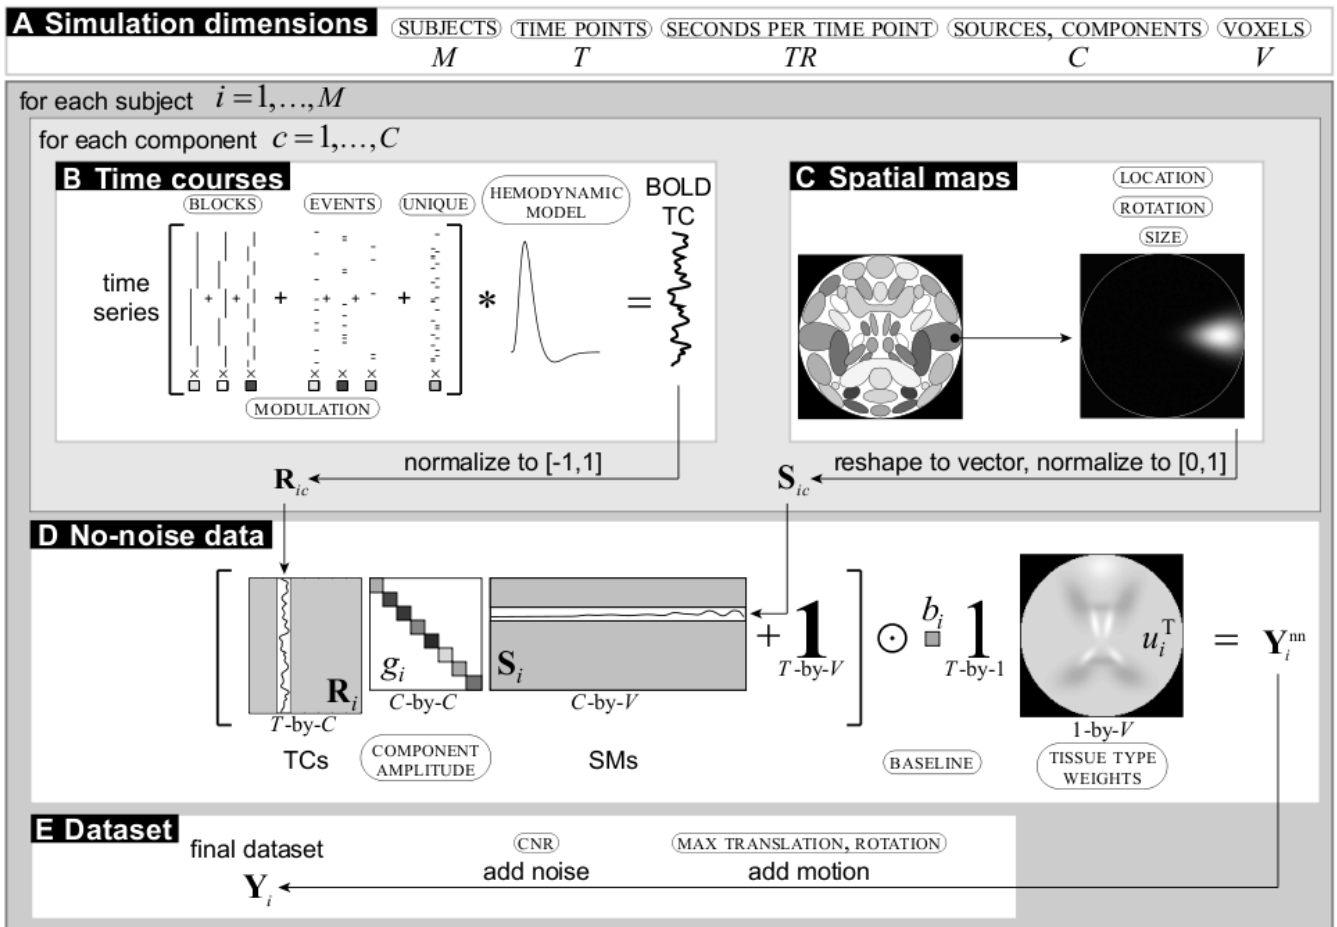 A Simulation dimensions
SUBJECTS TIME POINTS SECONDS PER TIME POINT SOURCES, COMPONENTS VOXELS
M T TR C V
for each subject i = 1,…,M
for each component c = 1,…,C
B Time courses
BLOCKS EVENTS UNIQUE
HEMODYNAMIC
MODEL
BOLD
TC
time
series
+ + + + + + * =
× × × × × × ×
MODULATION
C Spatial maps
LOCATION
ROTATION
SIZE
normalize to [-1,1]
R_ic
reshape to vector, normalize to [0,1]
S_ic
D No-noise data
R_i
T-by-C
TCs
g_i
C-by-C
COMPONENT
AMPLITUDE
S_i
C-by-V
SMs
+ 1
T-by-V
⊙
b_i
BASELINE
1
T-by-1
u_i^T
1-by-V
TISSUE TYPE
WEIGHTS
= Y_i^nn
E Dataset
final dataset
Y_i
CNR
add noise
MAX TRANSLATION, ROTATION
add motion